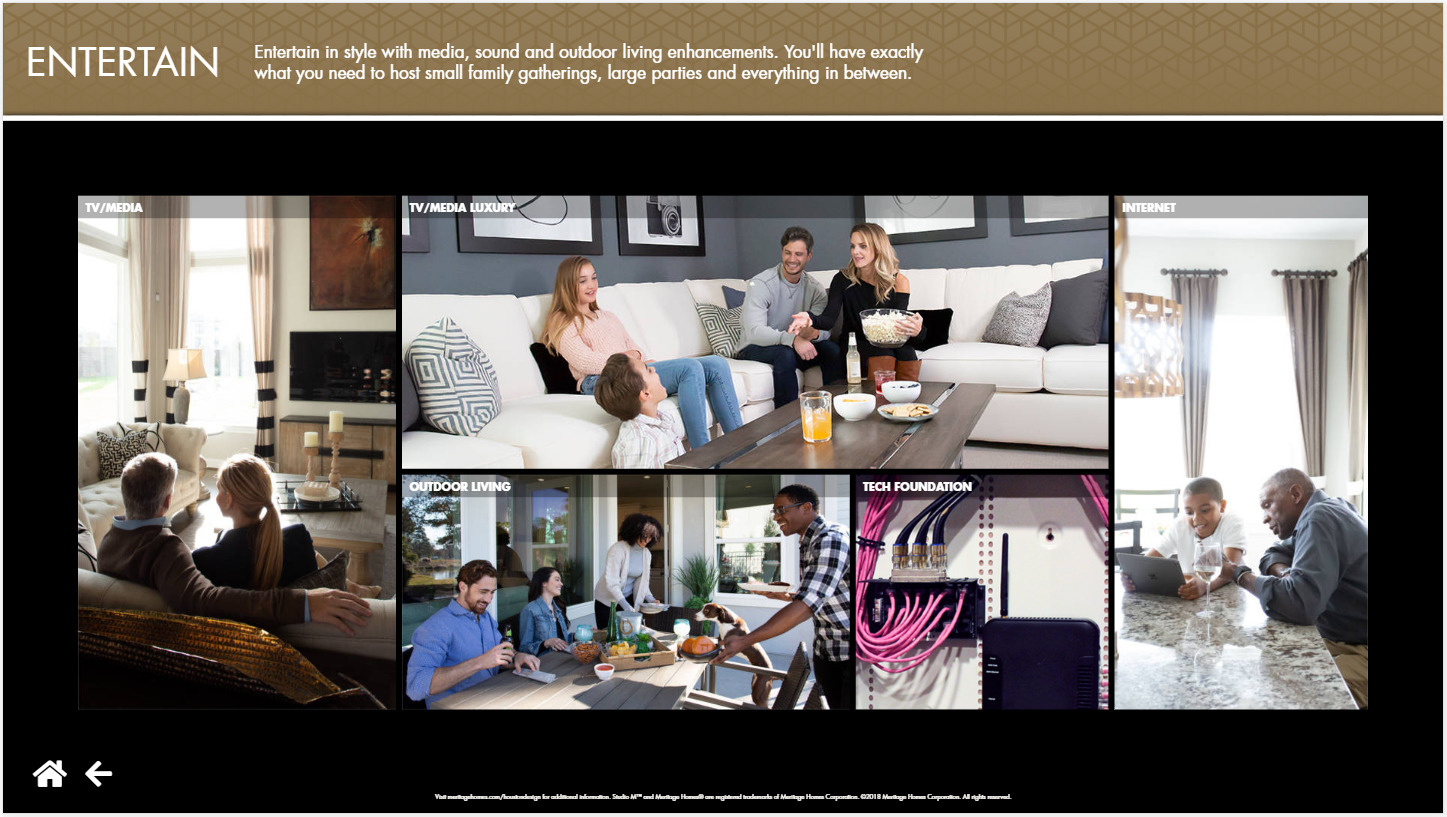 ENTERTAIN
Entertain in style with media, sound and outdoor living enhancements. You'll have exactly
what you need to host small family gatherings, large parties and everything in between.
TV/MEDIA
TV/MEDIA LUXURY
INTERNET
OUTDOOR LIVING
TECH FOUNDATION
Visit meritagehomes.com/houstondesign for additional information. Studio M™ and Meritage Homes® are registered trademarks of Meritage Homes Corporation. ©2018 Meritage Homes Corporation. All rights reserved.